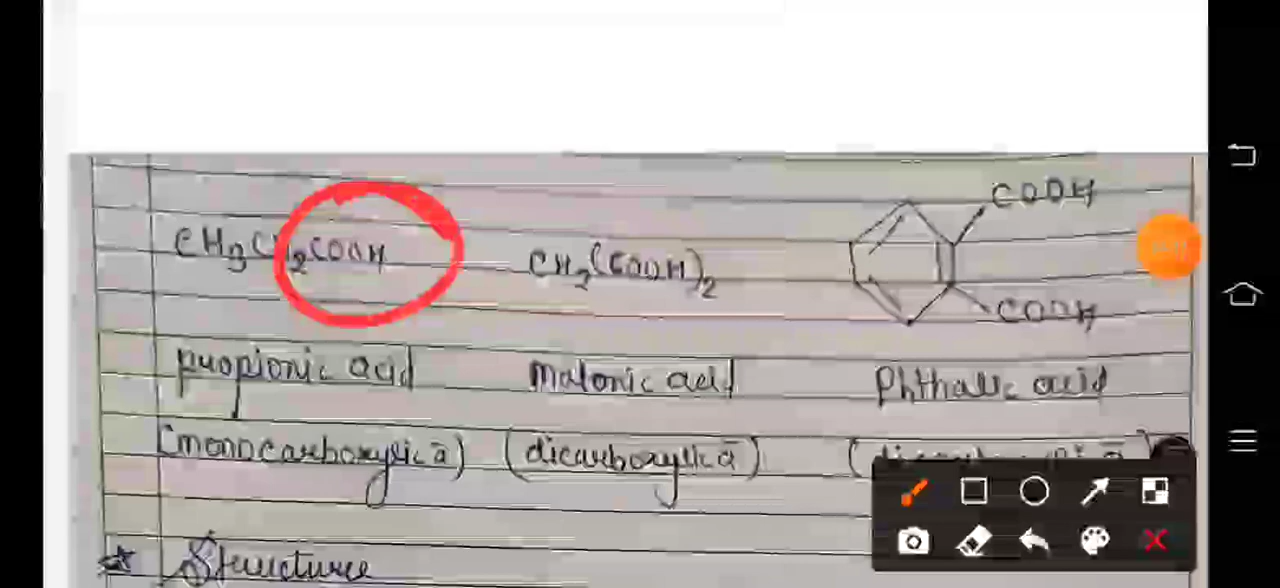 CH3CH2COOH CH2(COOH)2 COOH
COOH
propionic acid Malonic acid Phthalic acid
(monocarboxylic a) (dicarboxylic a)
* Structure